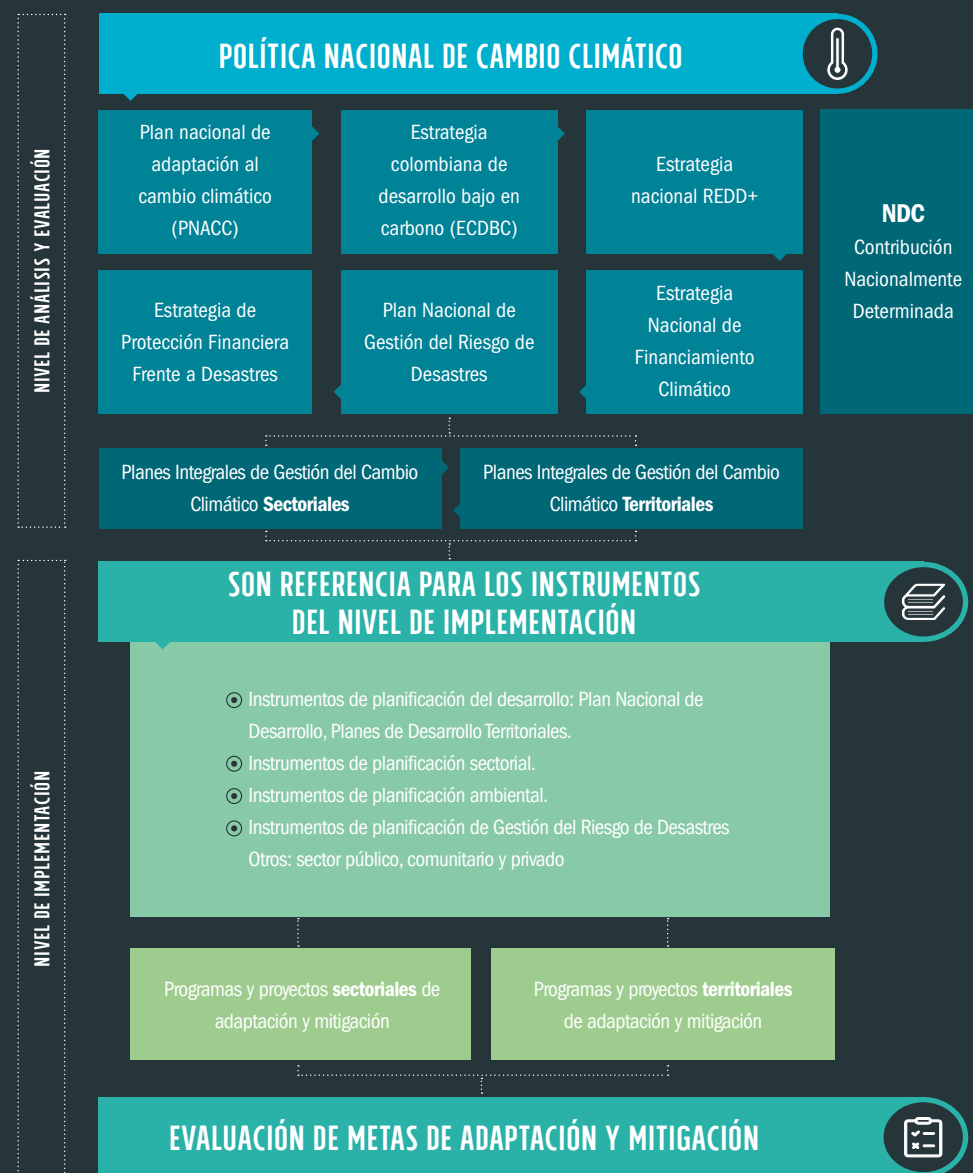 POLÍTICA NACIONAL DE CAMBIO CLIMÁTICO
NIVEL DE ANÁLISIS Y EVALUACIÓN
Plan nacional de
adaptación al
cambio climático
(PNACC)
Estrategia
colombiana de
desarrollo bajo en
carbono (ECDBC)
Estrategia
nacional REDD+
NDC
Contribución
Nacionalmente
Determinada
Estrategia de
Protección Financiera
Frente a Desastres
Plan Nacional de
Gestión del Riesgo de
Desastres
Estrategia
Nacional de
Financiamiento
Climático
Planes Integrales de Gestión del Cambio
Climático Sectoriales
Planes Integrales de Gestión del Cambio
Climático Territoriales
NIVEL DE IMPLEMENTACIÓN
SON REFERENCIA PARA LOS INSTRUMENTOS
DEL NIVEL DE IMPLEMENTACIÓN
Instrumentos de planificación del desarrollo: Plan Nacional de
Desarrollo, Planes de Desarrollo Territoriales.
Instrumentos de planificación sectorial.
Instrumentos de planificación ambiental.
Instrumentos de planificación de Gestión del Riesgo de Desastres
Otros: sector público, comunitario y privado
Programas y proyectos sectoriales de
adaptación y mitigación
Programas y proyectos territoriales
de adaptación y mitigación
EVALUACIÓN DE METAS DE ADAPTACIÓN Y MITIGACIÓN